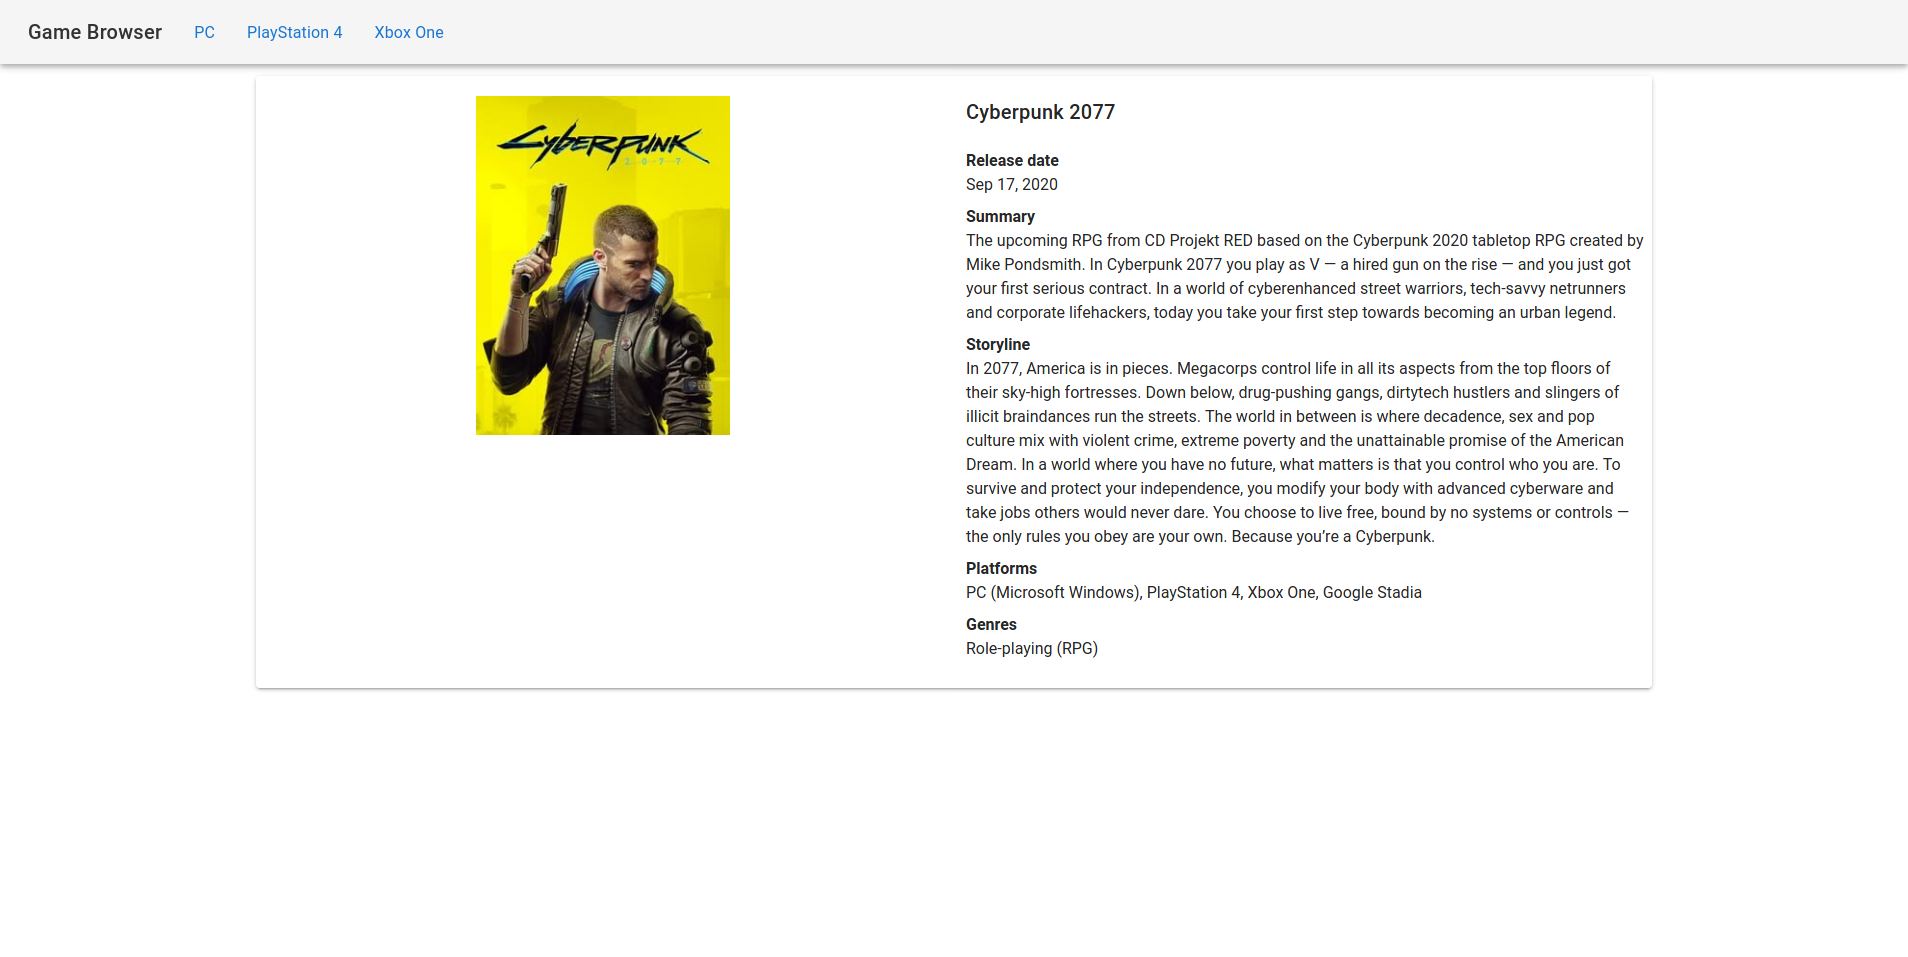 Game Browser PC PlayStation 4 Xbox One
CYBERPUNK
2077
Cyberpunk 2077
Release date
Sep 17, 2020
Summary
The upcoming RPG from CD Projekt RED based on the Cyberpunk 2020 tabletop RPG created by
Mike Pondsmith. In Cyberpunk 2077 you play as V — a hired gun on the rise — and you just got
your first serious contract. In a world of cyberenhanced street warriors, tech-savvy netrunners
and corporate lifehackers, today you take your first step towards becoming an urban legend.
Storyline
In 2077, America is in pieces. Megacorps control life in all its aspects from the top floors of
their sky-high fortresses. Down below, drug-pushing gangs, dirtytech hustlers and slingers of
illicit braindances run the streets. The world in between is where decadence, sex and pop
culture mix with violent crime, extreme poverty and the unattainable promise of the American
Dream. In a world where you have no future, what matters is that you control who you are. To
survive and protect your independence, you modify your body with advanced cyberware and
take jobs others would never dare. You choose to live free, bound by no systems or controls —
the only rules you obey are your own. Because you’re a Cyberpunk.
Platforms
PC (Microsoft Windows), PlayStation 4, Xbox One, Google Stadia
Genres
Role-playing (RPG)